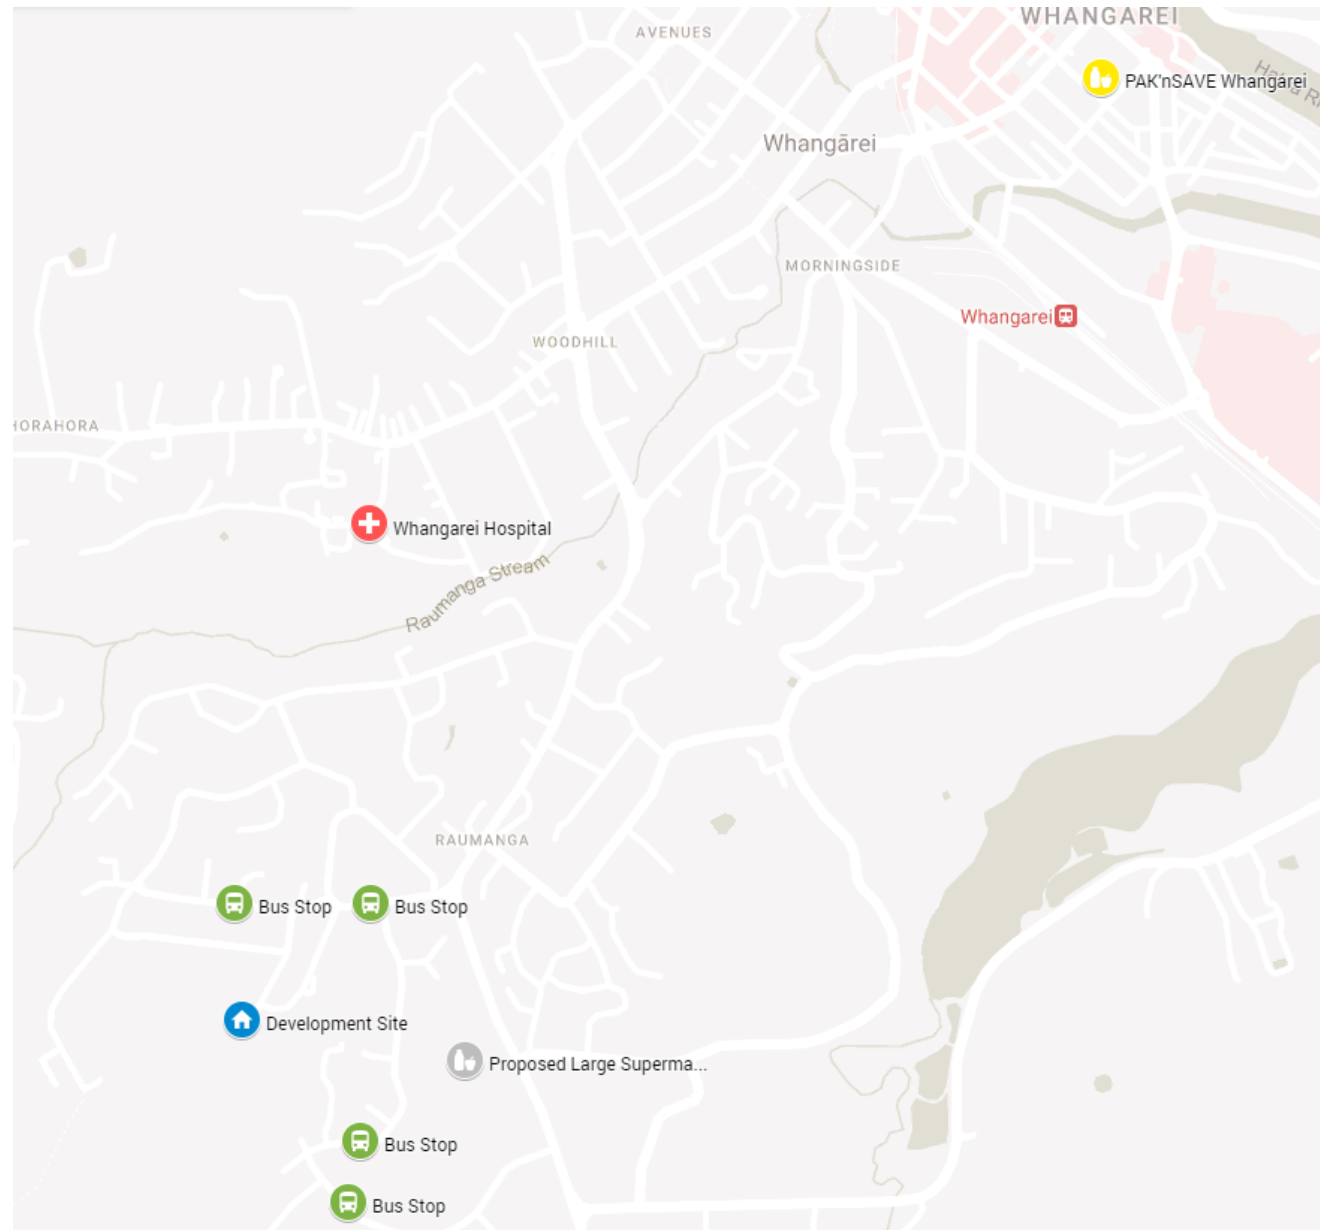 WHANGAREI
AVENUES
PAK'nSAVE Whangarei
Whangārei
MORNINGSIDE
Whangarei
WOODHILL
HORAHORA
Whangarei Hospital
Raumanga Stream
RAUMANGA
Bus Stop
Bus Stop
Development Site
Proposed Large Superma...
Bus Stop
Bus Stop